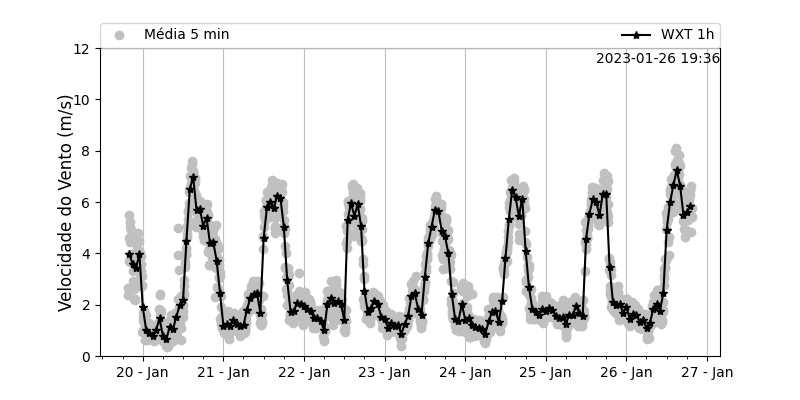 Média 5 min
WXT 1h
2023-01-26 19:36
Velocidade do Vento (m/s)
12
10
8
6
4
2
0
20 - Jan
21 - Jan
22 - Jan
23 - Jan
24 - Jan
25 - Jan
26 - Jan
27 - Jan